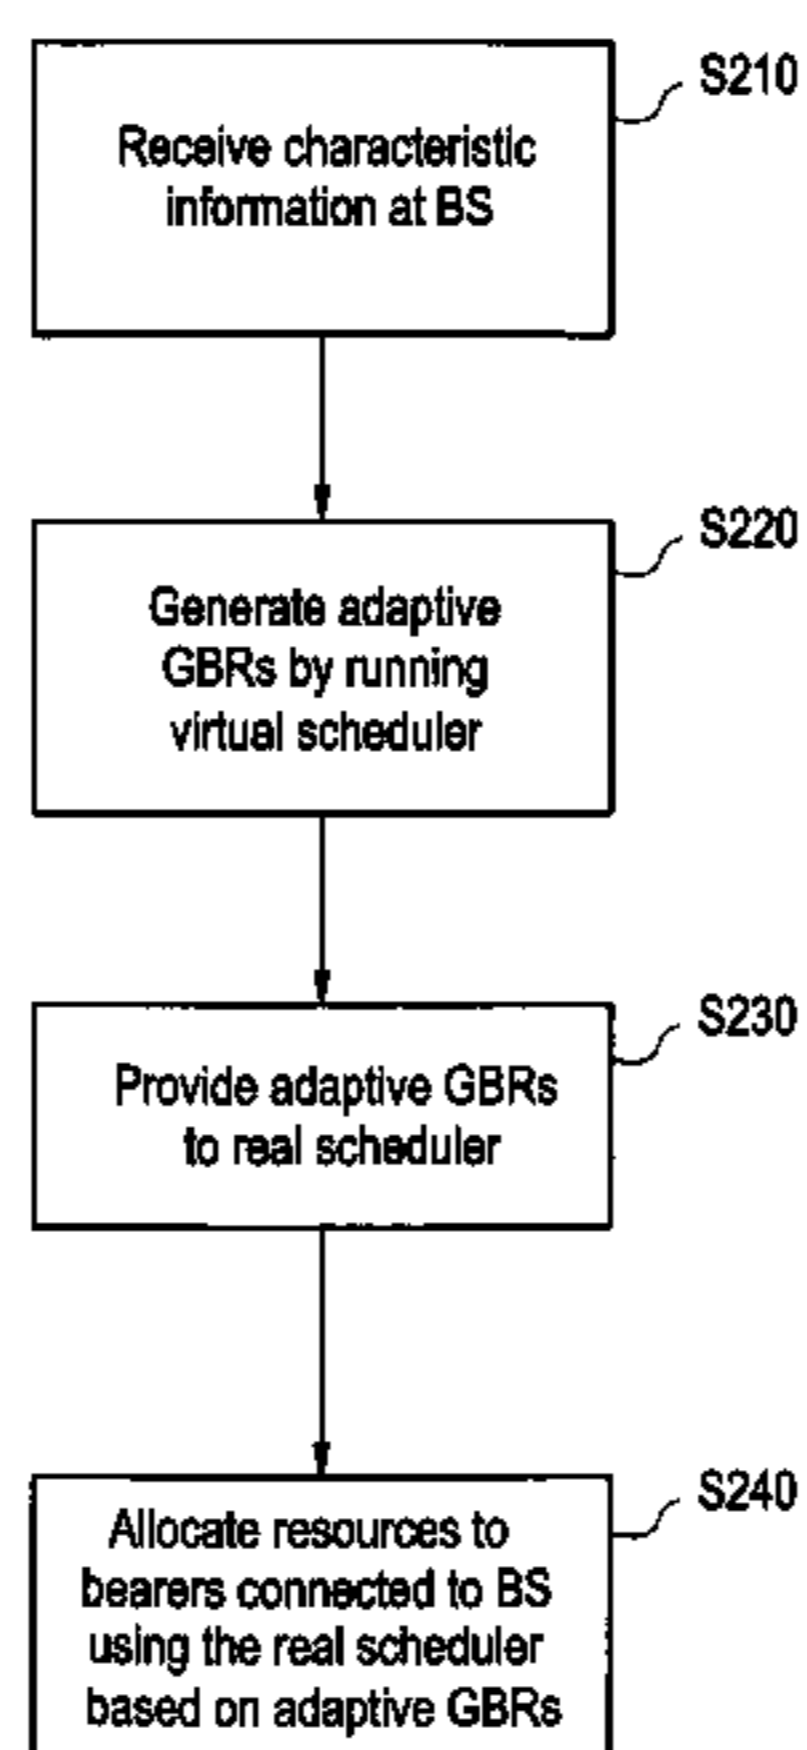 S210
Receive characteristic
information at BS
S220
Generate adaptive
GBRs by running
virtual scheduler
S230
Provide adaptive GBRs
to real scheduler
S240
Allocate resources to
bearers connected to BS
using the real scheduler
based on adaptive GBRs